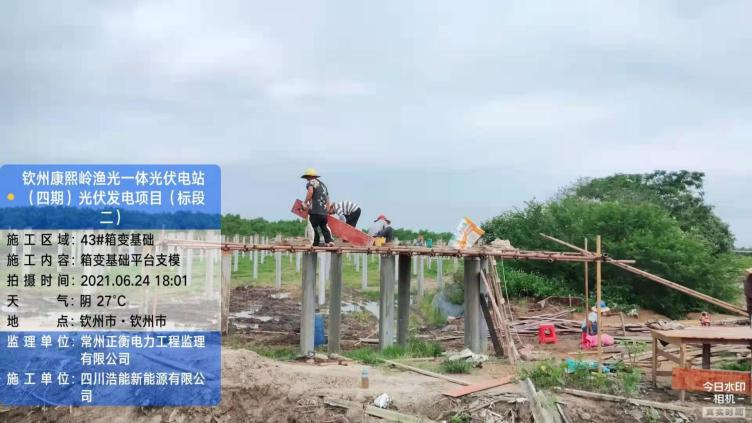 钦州康熙岭渔光一体光伏电站
（四期）光伏发电项目（标段
二）
施工区域：43#箱变基础
施工内容：箱变基础平台支模
拍摄时间：2021.06.24 18:01
天 气：阴 27℃
地 点：钦州市·钦州市
监理单位：常州正衡电力工程监理
有限公司
施工单位：四川浩能新能源有限公
司
今日水印
－相机－
真实时间